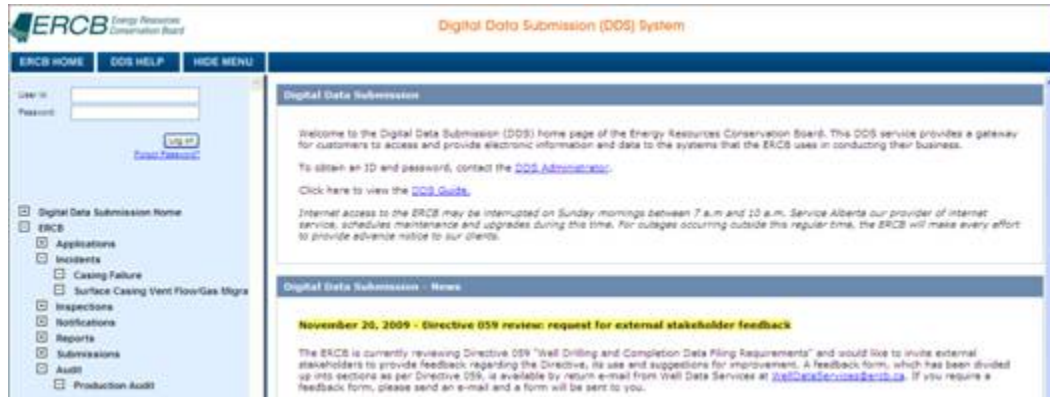 ERCB Energy Resources
Conservation Board
Digital Data Submission (DDS) System
ERCB HOME DDS HELP HIDE MENU
User Id
Password
Log In
Forgot Password?
Digital Data Submission Home
ERCB
Applications
Incidents
Casing Failure
Surface Casing Vent Flow/Gas Migra
Inspections
Notifications
Reports
Submissions
Audit
Production Audit
Digital Data Submission
Welcome to the Digital Data Submission (DDS) home page of the Energy Resources Conservation Board. This DDS service provides a gateway
for customers to access and provide electronic information and data to the systems that the ERCB uses in conducting their business.
To obtain an ID and password, contact the DDS Administrator.
Click here to view the DDS Guide.
Internet access to the ERCB may be interrupted on Sunday mornings between 7 a.m and 10 a.m. Service Alberta our provider of internet
service, schedules maintenance and upgrades during this time. For outages occurring outside this regular time, the ERCB will make every effort
to provide advance notice to our clients.
Digital Data Submission - News
November 20, 2009 - Directive 059 review: request for external stakeholder feedback
The ERCB is currently reviewing Directive 059 "Well Drilling and Completion Data Filing Requirements" and would like to invite external
stakeholders to provide feedback regarding the Directive, its use and suggestions for improvement. A feedback form, which has been divided
up into sections as per Directive 059, is available by return e-mail from Well Data Services at WellDataServices@ercb.ca. If you require a
feedback form, please send an e-mail and a form will be sent to you.